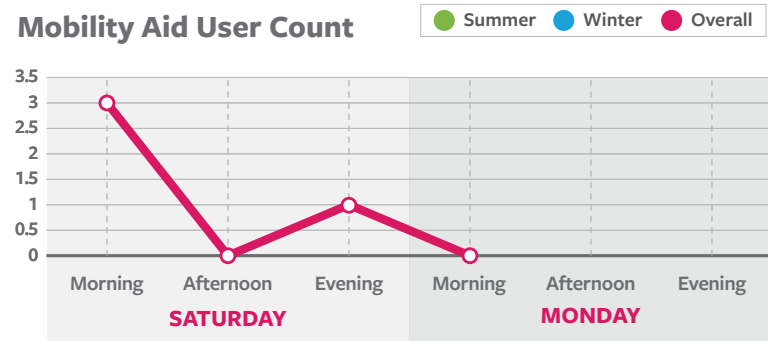 Mobility Aid User Count
Summer Winter Overall
3.5
3
2.5
2
1.5
1
0.5
0
Morning Afternoon Evening Morning Afternoon Evening
SATURDAY MONDAY